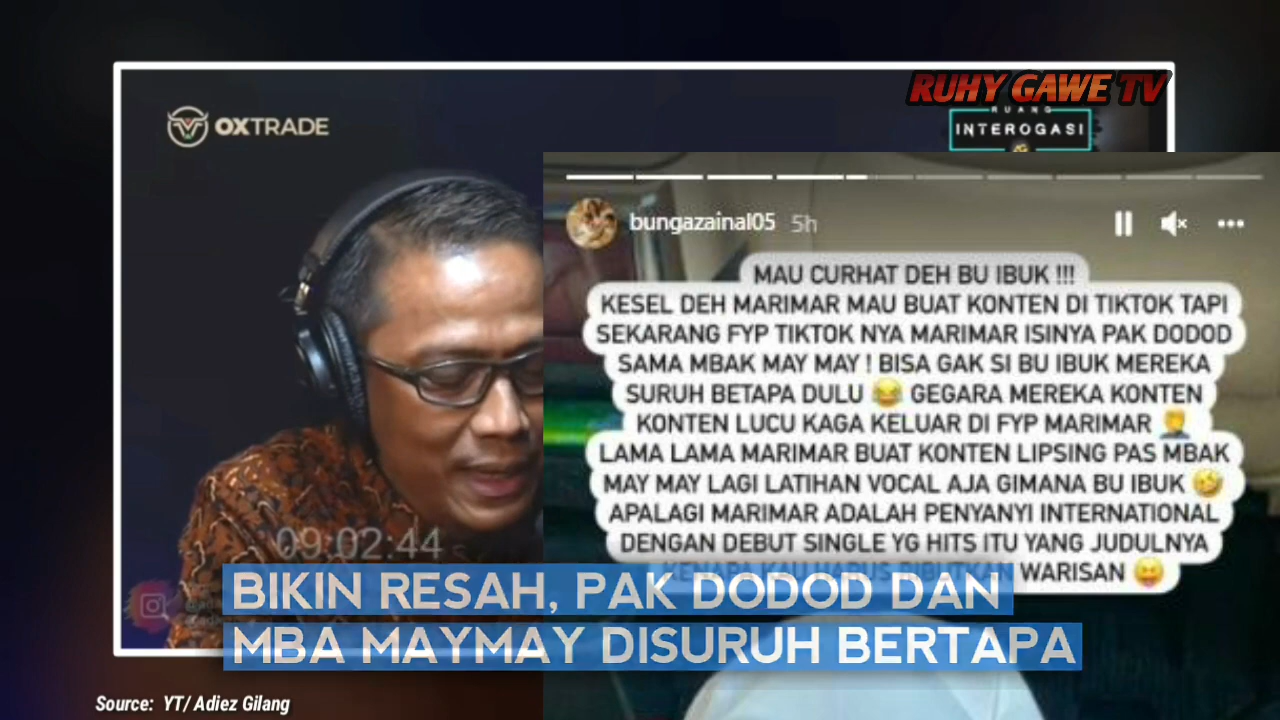 RUHY GAWE TV
OXTRADE
RUANG
INTEROGASI
bungazainal05 5h
MAU CURHAT DEH BU IBUK !!!
KESEL DEH MARIMAR MAU BUAT KONTEN DI TIKTOK TAPI
SEKARANG FYP TIKTOK NYA MARIMAR ISINYA PAK DODOD
SAMA MBAK MAY MAY ! BISA GAK SI BU IBUK MEREKA
SURUH BETAPA DULU 😂 GEGARA MEREKA KONTEN
KONTEN LUCU KAGA KELUAR DI FYP MARIMAR 🤦
LAMA LAMA MARIMAR BUAT KONTEN LIPSING PAS MBAK
MAY MAY LAGI LATIHAN VOCAL AJA GIMANA BU IBUK 🤣
APALAGI MARIMAR ADALAH PENYANYI INTERNATIONAL
DENGAN DEBUT SINGLE YG HITS ITU YANG JUDULNYA
KENAPA KAU HARUS RIBUTKAN WARISAN 😛
09:02:44
BIKIN RESAH, PAK DODOD DAN
MBA MAYMAY DISURUH BERTAPA
Source: YT/ Adiez Gilang